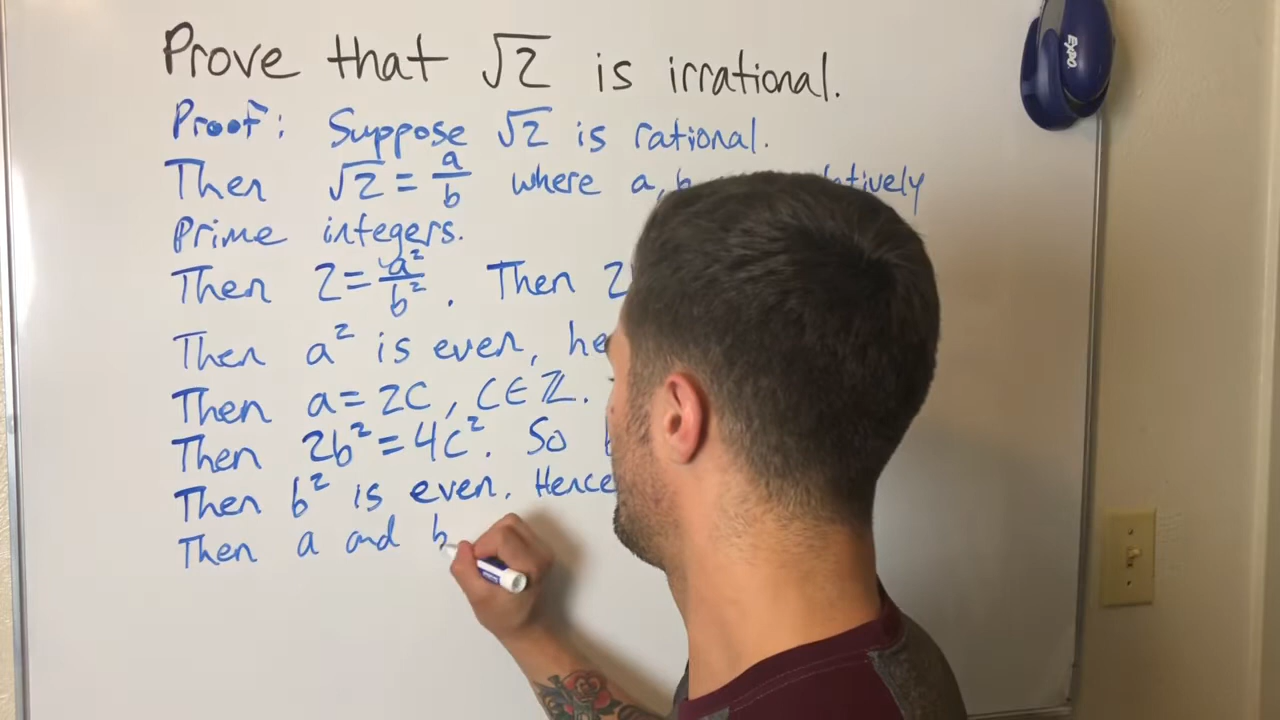 Prove that √2 is irrational.
Proof: Suppose √2 is rational.
Then √2 = a/b where a, b
Prime integers.
Then 2 = a²/b². Then 2
Then a² is even, he
Then a = 2c, c ∈ ℤ.
Then 2b² = 4c². So b
Then b² is even. Hence
Then a and b
EXPO